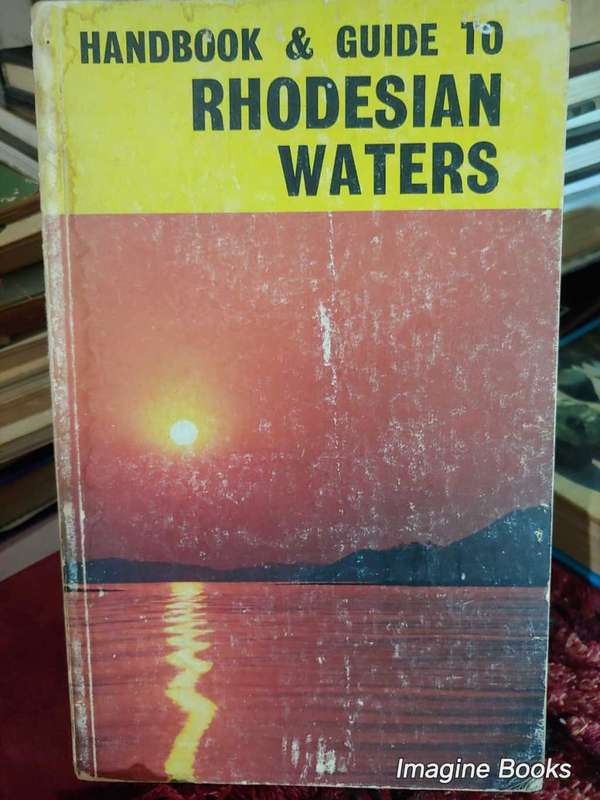 HANDBOOK & GUIDE TO
RHODESIAN
WATERS
Imagine Books